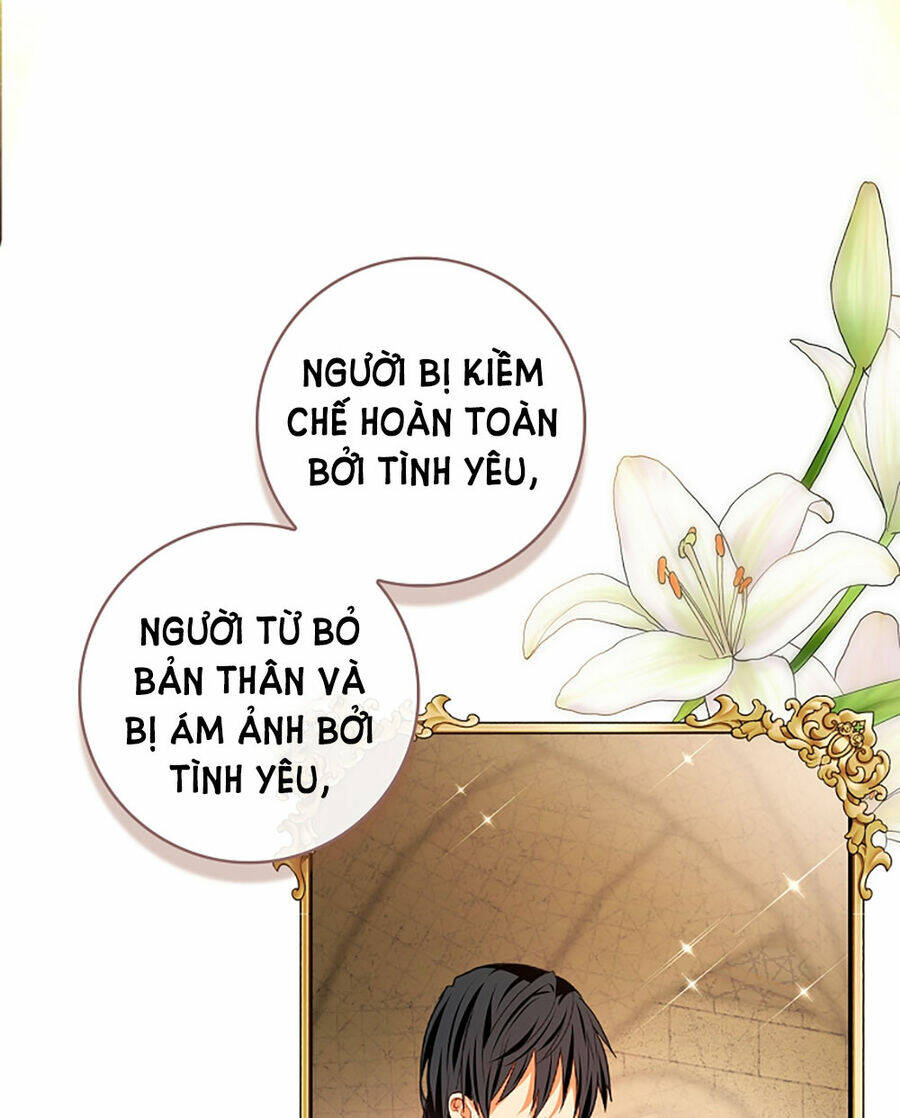 NGƯỜI BỊ KIỀM
CHẾ HOÀN TOÀN
BỞI TÌNH YÊU,
NGƯỜI TỪ BỎ
BẢN THÂN VÀ
BỊ ÁM ẢNH BỞI
TÌNH YÊU,